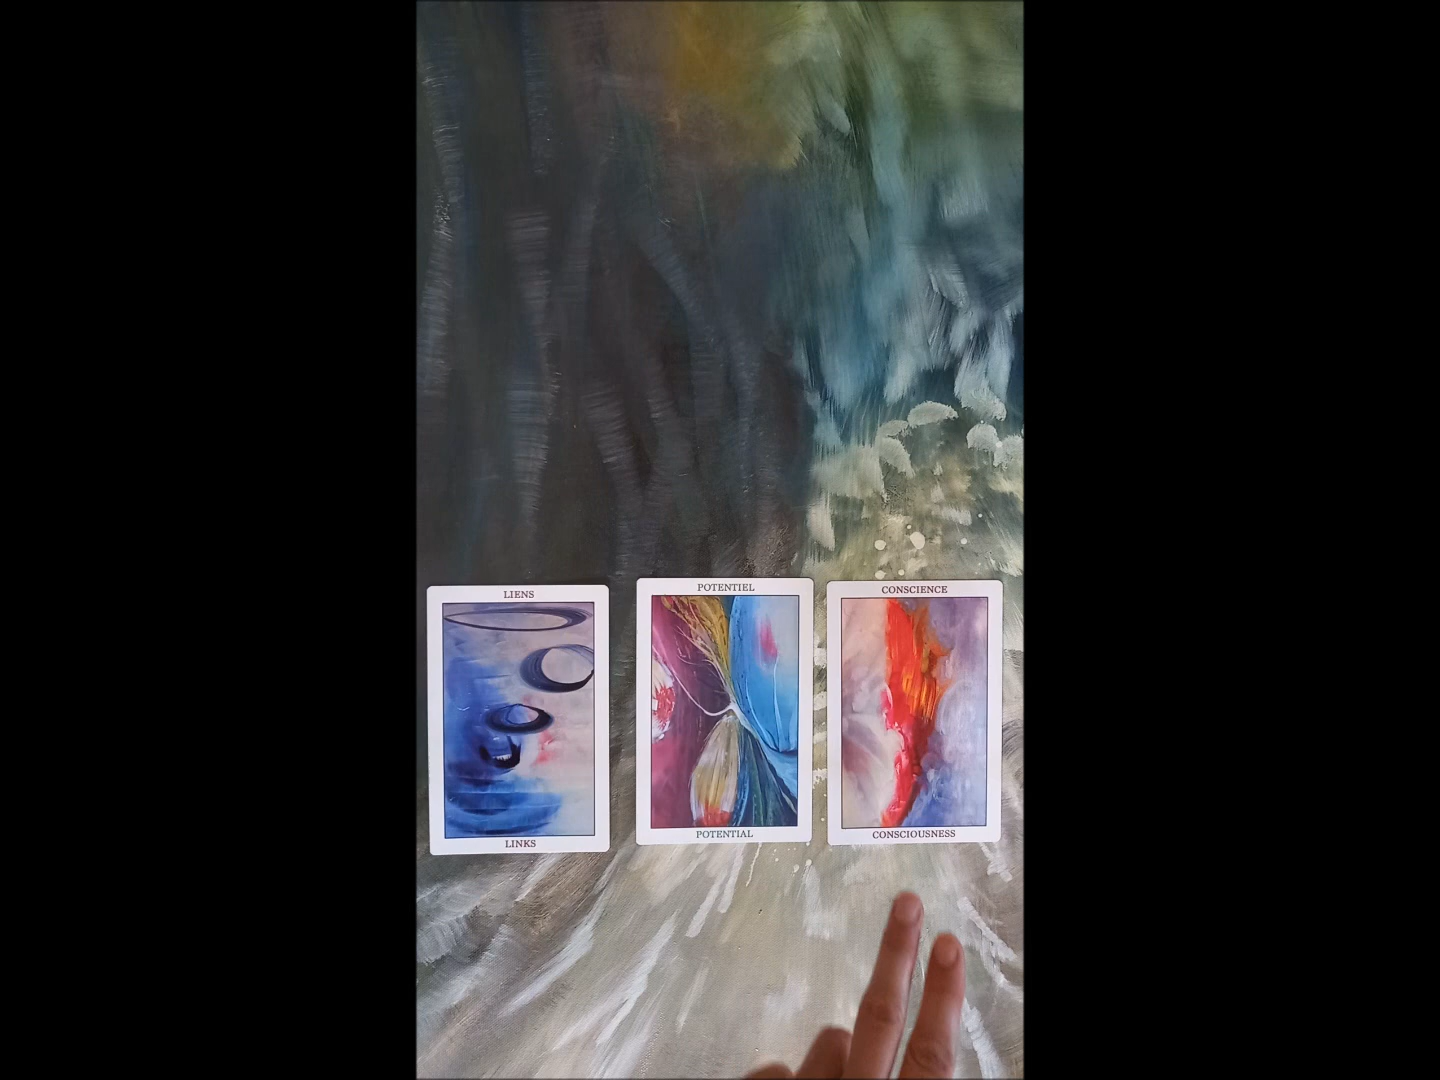 LIENS
LINKS
POTENTIEL
POTENTIAL
CONSCIENCE
CONSCIOUSNESS